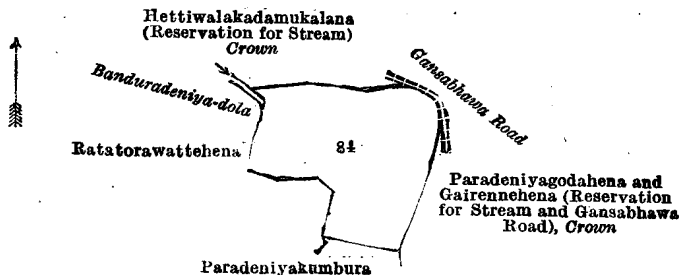 Hettiwalakadamukalana
(Reservation for Stream)
Crown
Banduradeniya-dola
Gansabhawa Road
Ratatorawattehena
Paradeniyagodahena and
Gairennehena (Reservation
for Stream and Gansabhawa
Road), Crown
Paradeniyakumbura